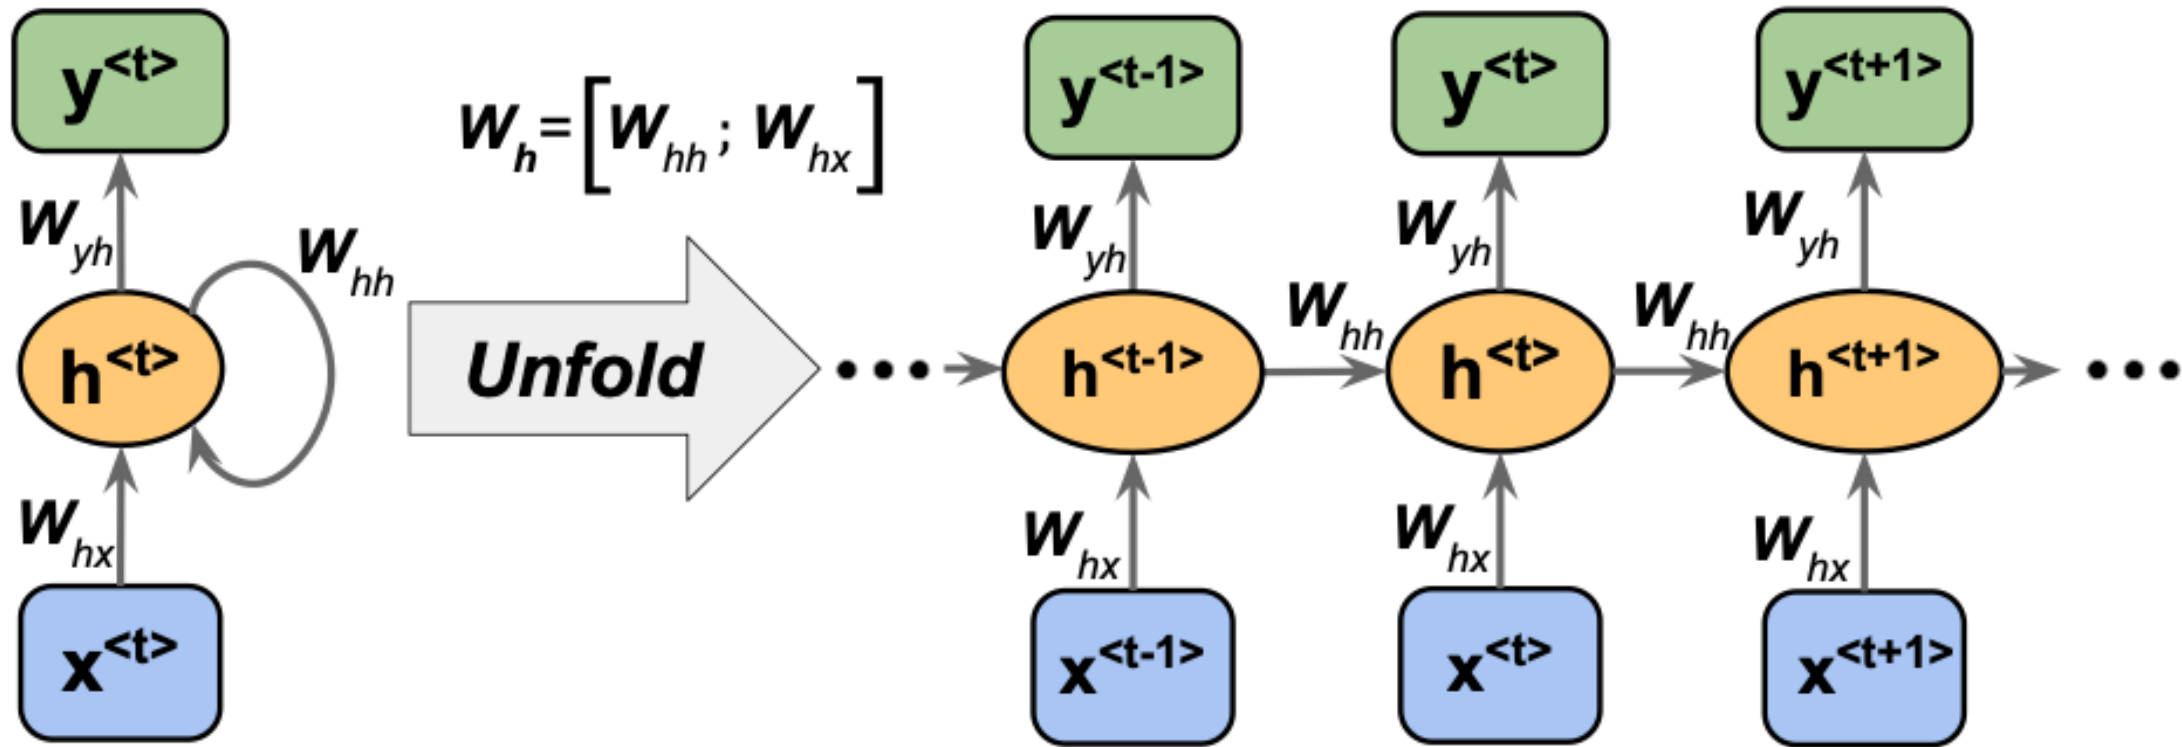 y<t>
W_yh
W_hh
h<t>
W_hx
x<t>
W_h=[W_hh ; W_hx]
Unfold
•••
y<t-1>
y<t>
y<t+1>
W_yh
W_yh
W_yh
W_hh
W_hh
h<t-1>
h<t>
h<t+1>
•••
W_hx
W_hx
W_hx
x<t-1>
x<t>
x<t+1>